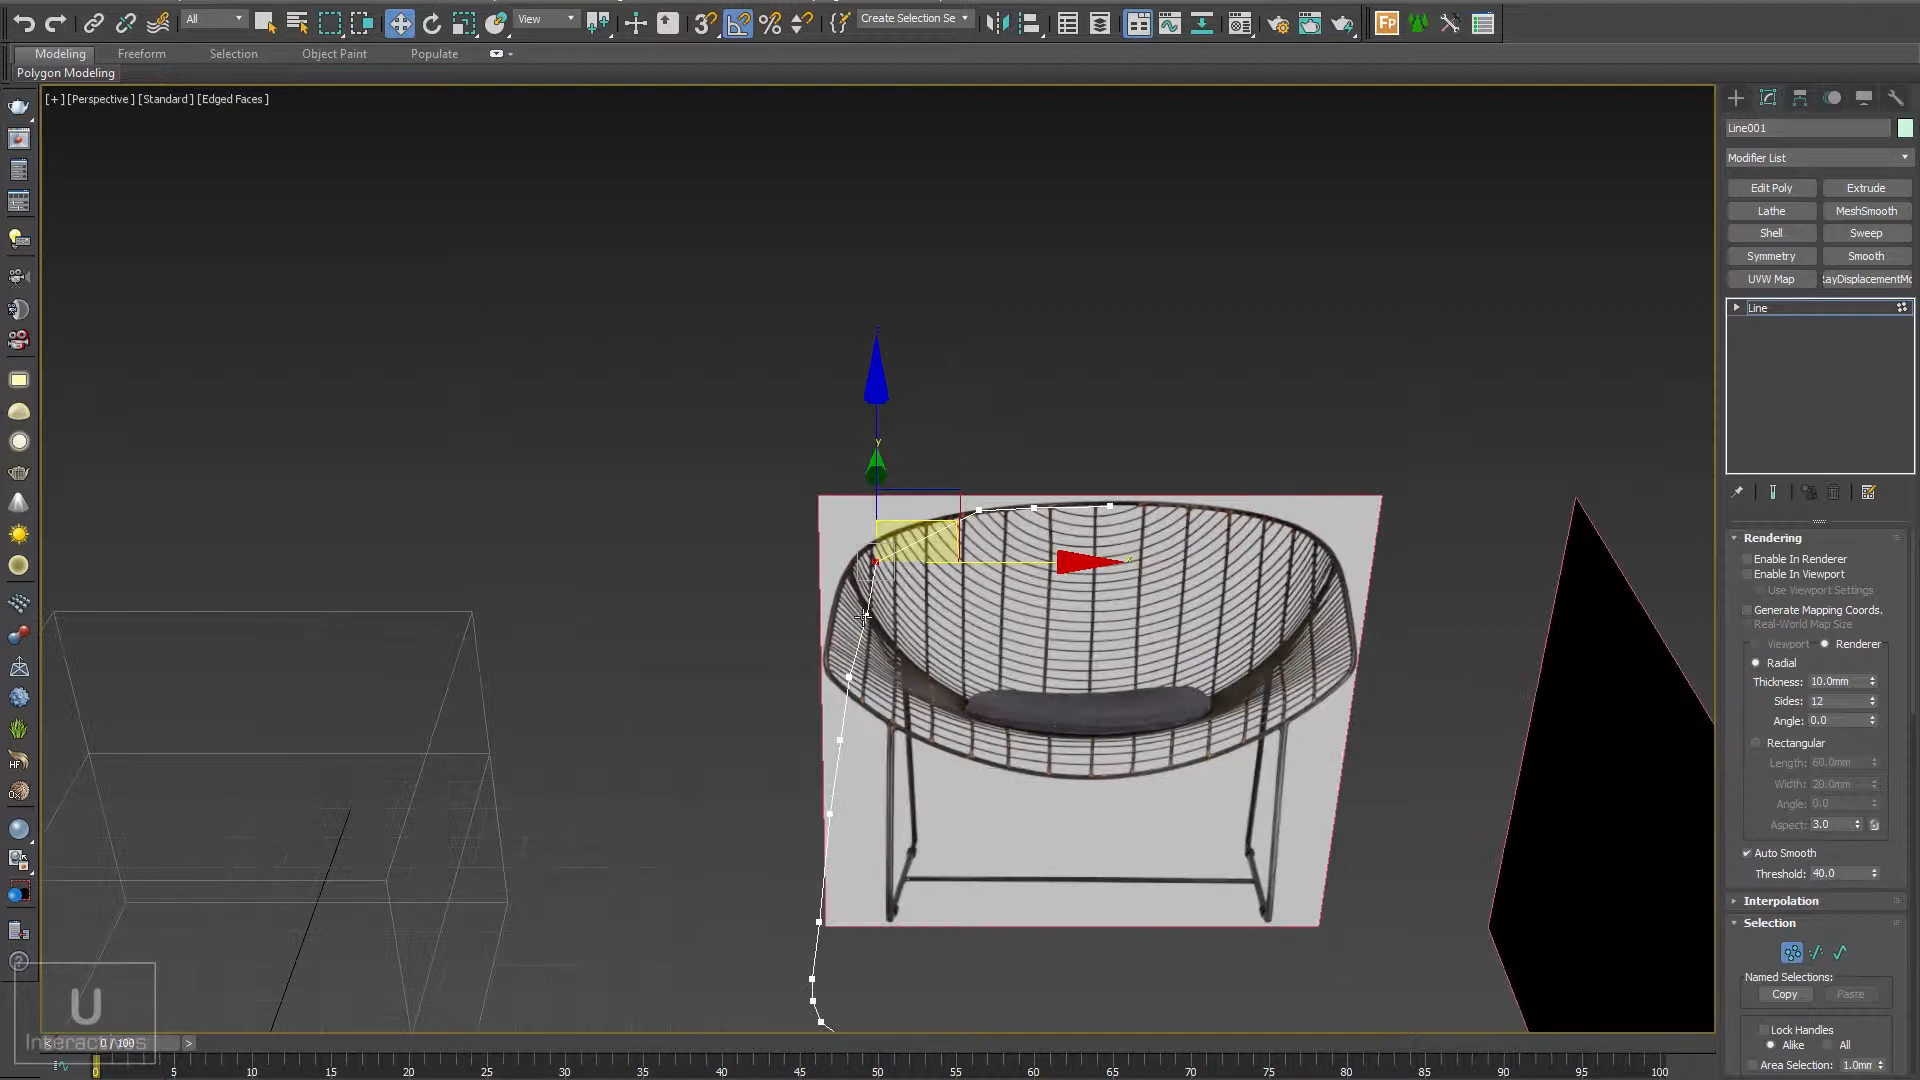 All
View
Create Selection Se
Fp
Modeling
Freeform
Selection
Object Paint
Populate
Polygon Modeling
[+] [Perspective] [Standard] [Edged Faces]
Line001
Modifier List
Edit Poly
Extrude
Lathe
MeshSmooth
Shell
Sweep
Symmetry
Smooth
UVW Map
ayDisplacementMo
Line
Rendering
Enable In Renderer
Enable In Viewport
Use Viewport Settings
Generate Mapping Coords.
Real-World Map Size
Viewport
Renderer
Radial
Thickness: 10.0mm
Sides: 12
Angle: 0.0
Rectangular
Length: 60.0mm
Width: 20.0mm
Angle: 0.0
Aspect: 3.0
Auto Smooth
Threshold: 40.0
Interpolation
Selection
Named Selections:
Copy
Paste
Lock Handles
Alike
All
Area Selection: 1.0mm
y
HF
U
Interactives
< 0 / 100 >
0 5 10 15 20 25 30 35 40 45 50 55 60 65 70 75 80 85 90 95 100